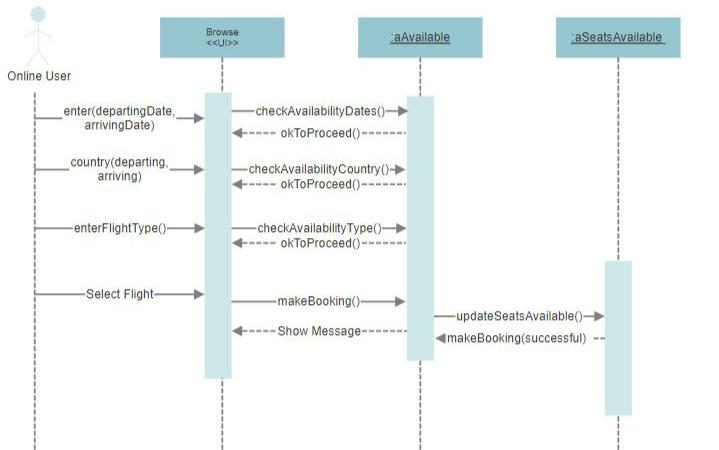 Browse
<<UI>>
:aAvailable
:aSeatsAvailable
Online User
enter(departingDate,
arrivingDate)
checkAvailabilityDates()
okToProceed()
country(departing,
arriving)
checkAvailabilityCountry()
okToProceed()
enterFlightType()
checkAvailabilityType()
okToProceed()
Select Flight
makeBooking()
updateSeatsAvailable()
Show Message
makeBooking(successful)